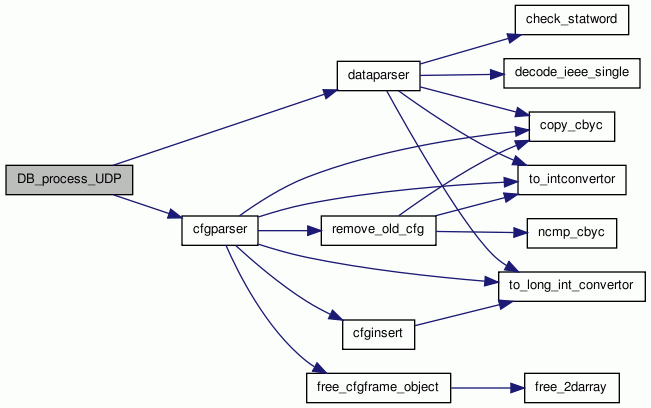 check_statword
dataparser
decode_ieee_single
copy_cbyc
DB_process_UDP
to_intconvertor
cfgparser
remove_old_cfg
ncmp_cbyc
to_long_int_convertor
cfginsert
free_cfgframe_object
free_2darray